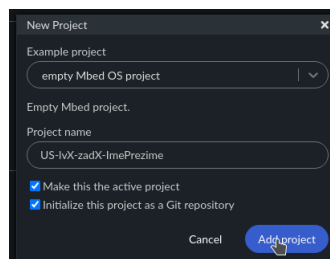 New Project
Example project
empty Mbed OS project
Empty Mbed project.
Project name
US-lvX-zadX-ImePrezime
Make this the active project
Initialize this project as a Git repository
Cancel Add project